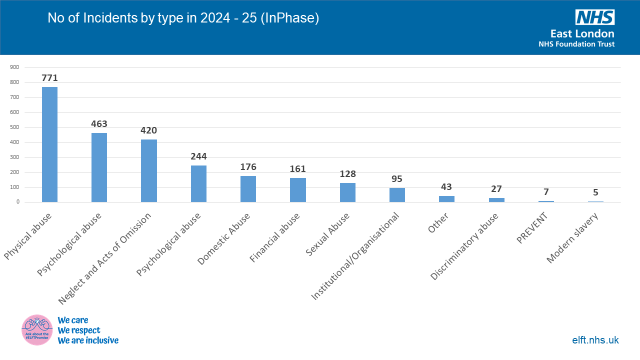 No of Incidents by type in 2024 - 25 (InPhase)
NHS
East London
NHS Foundation Trust
900
800
700
600
500
400
300
200
100
0
771
463
420
244
176
161
128
95
43
27
7
5
Physical abuse
Psychological abuse
Neglect and Acts of Omission
Psychological abuse
Domestic Abuse
Financial abuse
Sexual Abuse
Institutional/Organisational
Other
Discriminatory abuse
PREVENT
Modern slavery
We care
We respect
We are inclusive
elft.nhs.uk